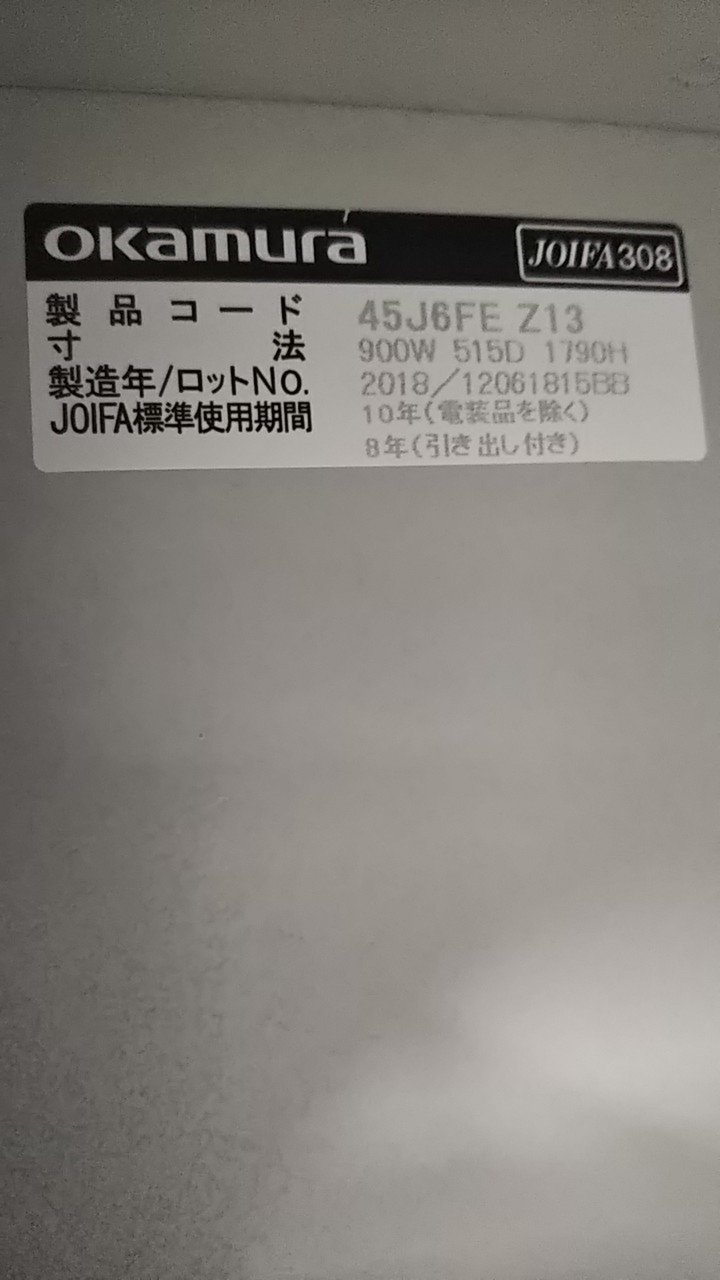 OKamura JOIFA308
製品コード 45J6FE Z13
寸法 900W 515D 1790H
製造年/ロットNo. 2018/12061815BB
JOIFA標準使用期間 10年(電装品を除く)
8年(引き出し付き)